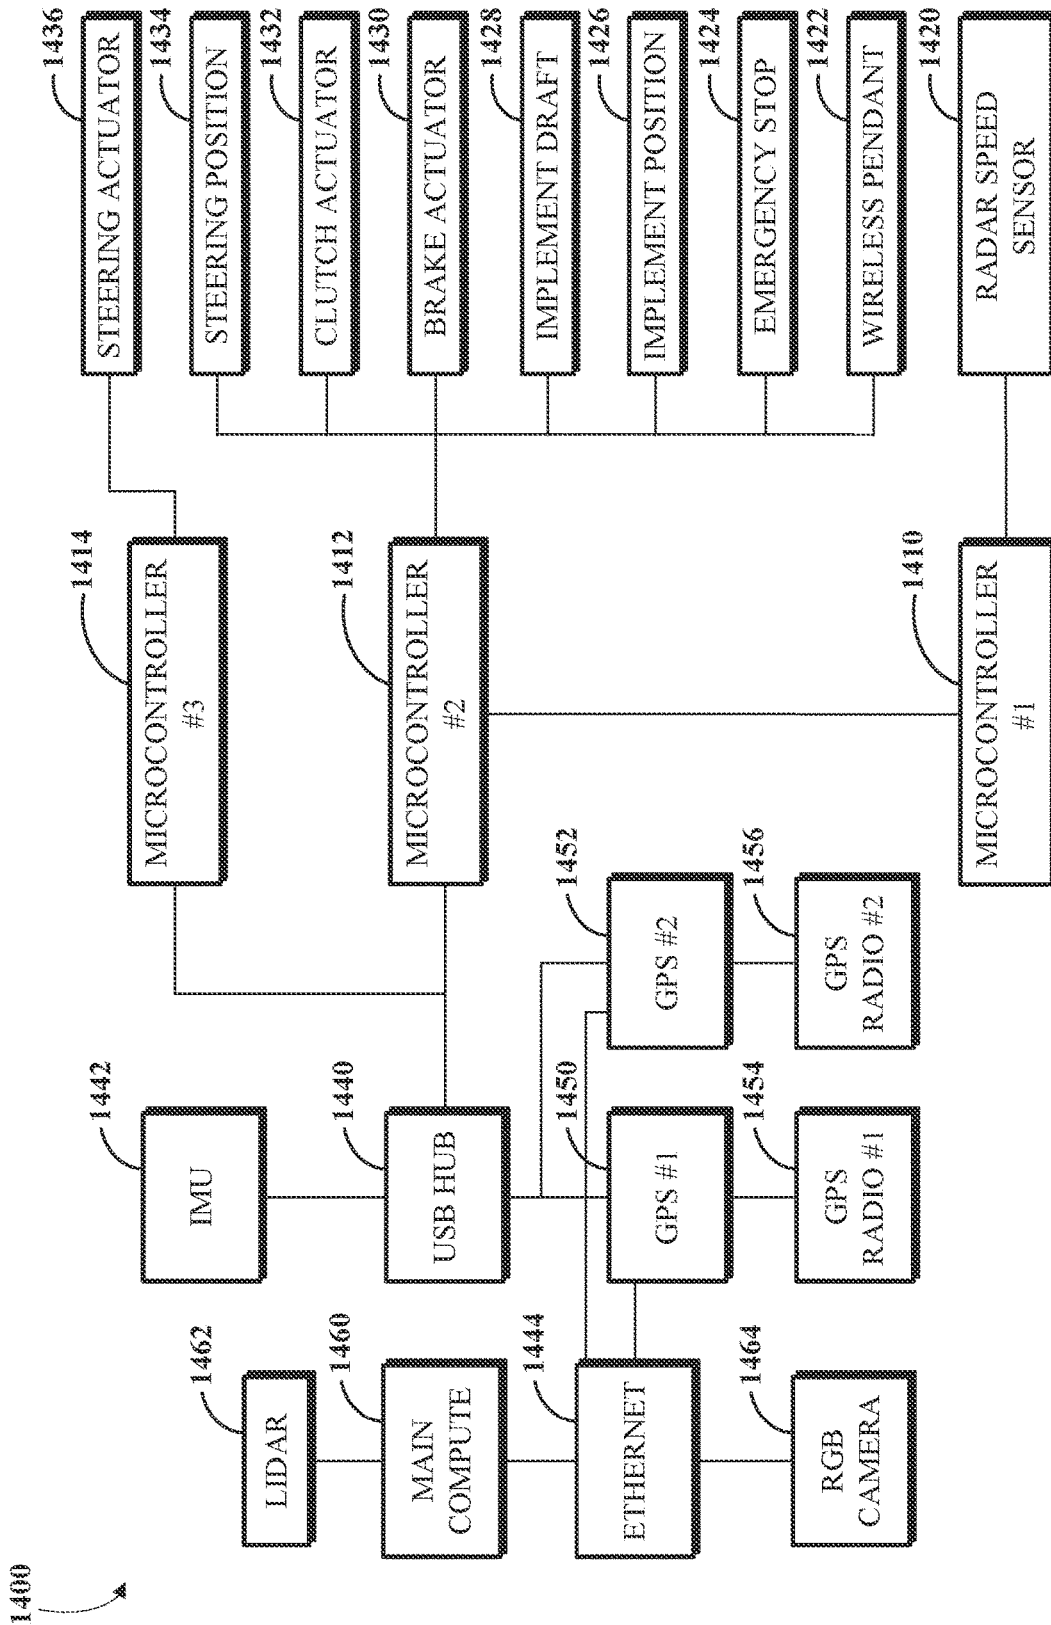 1400
1462
LIDAR
1460
MAIN
COMPUTE
1444
ETHERNET
1464
RGB
CAMERA
1442
IMU
1440
USB HUB
1450
GPS #1
1454
GPS
RADIO #1
1452
GPS #2
1456
GPS
RADIO #2
1414
MICROCONTROLLER
#3
1412
MICROCONTROLLER
#2
1410
MICROCONTROLLER
#1
1436
STEERING ACTUATOR
1434
STEERING POSITION
1432
CLUTCH ACTUATOR
1430
BRAKE ACTUATOR
1428
IMPLEMENT DRAFT
1426
IMPLEMENT POSITION
1424
EMERGENCY STOP
1422
WIRELESS PENDANT
1420
RADAR SPEED
SENSOR